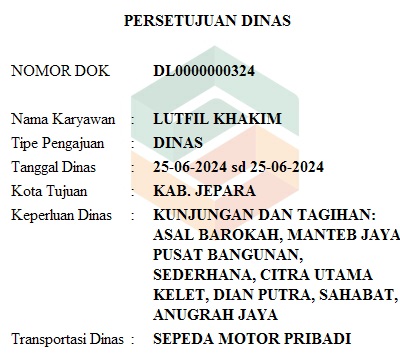 PERSETUJUAN DINAS
NOMOR DOK DL0000000324
Nama Karyawan : LUTFIL KHAKIM
Tipe Pengajuan : DINAS
Tanggal Dinas : 25-06-2024 sd 25-06-2024
Kota Tujuan : KAB. JEPARA
Keperluan Dinas : KUNJUNGAN DAN TAGIHAN:
ASAL BAROKAH, MANTEB JAYA
PUSAT BANGUNAN,
SEDERHANA, CITRA UTAMA
KELET, DIAN PUTRA, SAHABAT,
ANUGRAH JAYA
Transportasi Dinas : SEPEDA MOTOR PRIBADI